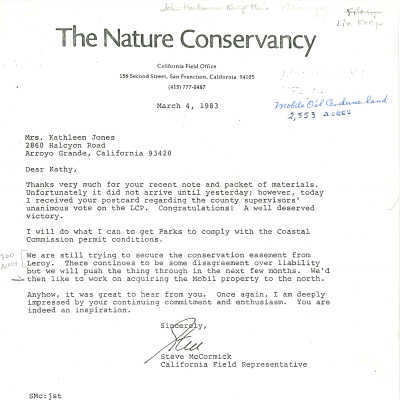 The Nature Conservancy
California Field Office
156 Second Street, San Francisco, California 94105
(415) 777-0487
March 4, 1983
Mobil Oil Co dune land
2,553 acres
Mrs. Kathleen Jones
2860 Halcyon Road
Arroyo Grande, California 93420
Dear Kathy,
Thanks very much for your recent note and packet of materials.
Unfortunately it did not arrive until yesterday; however, today
I received your postcard regarding the county supervisors'
unanimous vote on the LCP.  Congratulations!  A well deserved
victory.
I will do what I can to get Parks to comply with the Coastal
Commission permit conditions.
We are still trying to secure the conservation easement from
Leroy.  There continues to be some disagreement over liability
but we will push the thing through in the next few months.  We'd
then like to work on acquiring the Mobil property to the north.
Anyhow, it was great to hear from you.  Once again, I am deeply
impressed by your continuing commitment and enthusiasm.  You are
indeed an inspiration.
Sincerely,
Steve
Steve McCormick
California Field Representative
SMc:jst